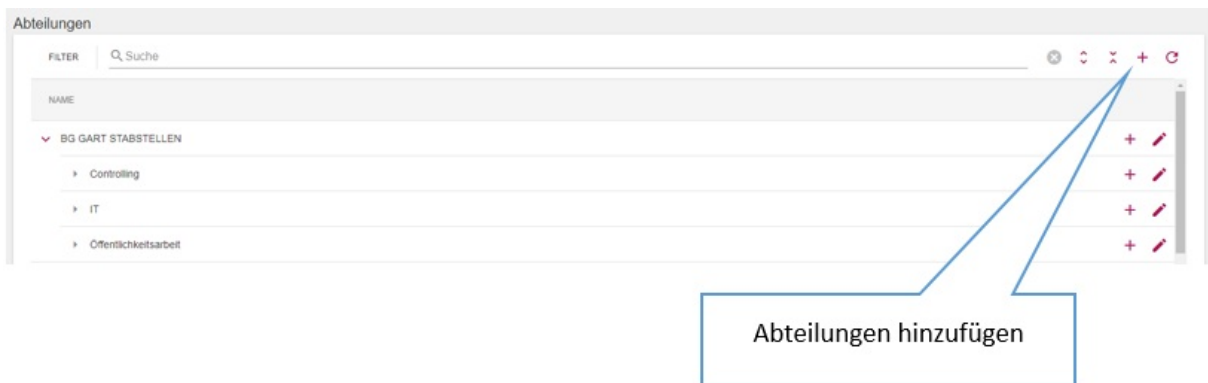 Abteilungen
FILTER Suche
NAME
BG GART STABSTELLEN
Controlling
IT
Öffentlichkeitsarbeit
Abteilungen hinzufügen